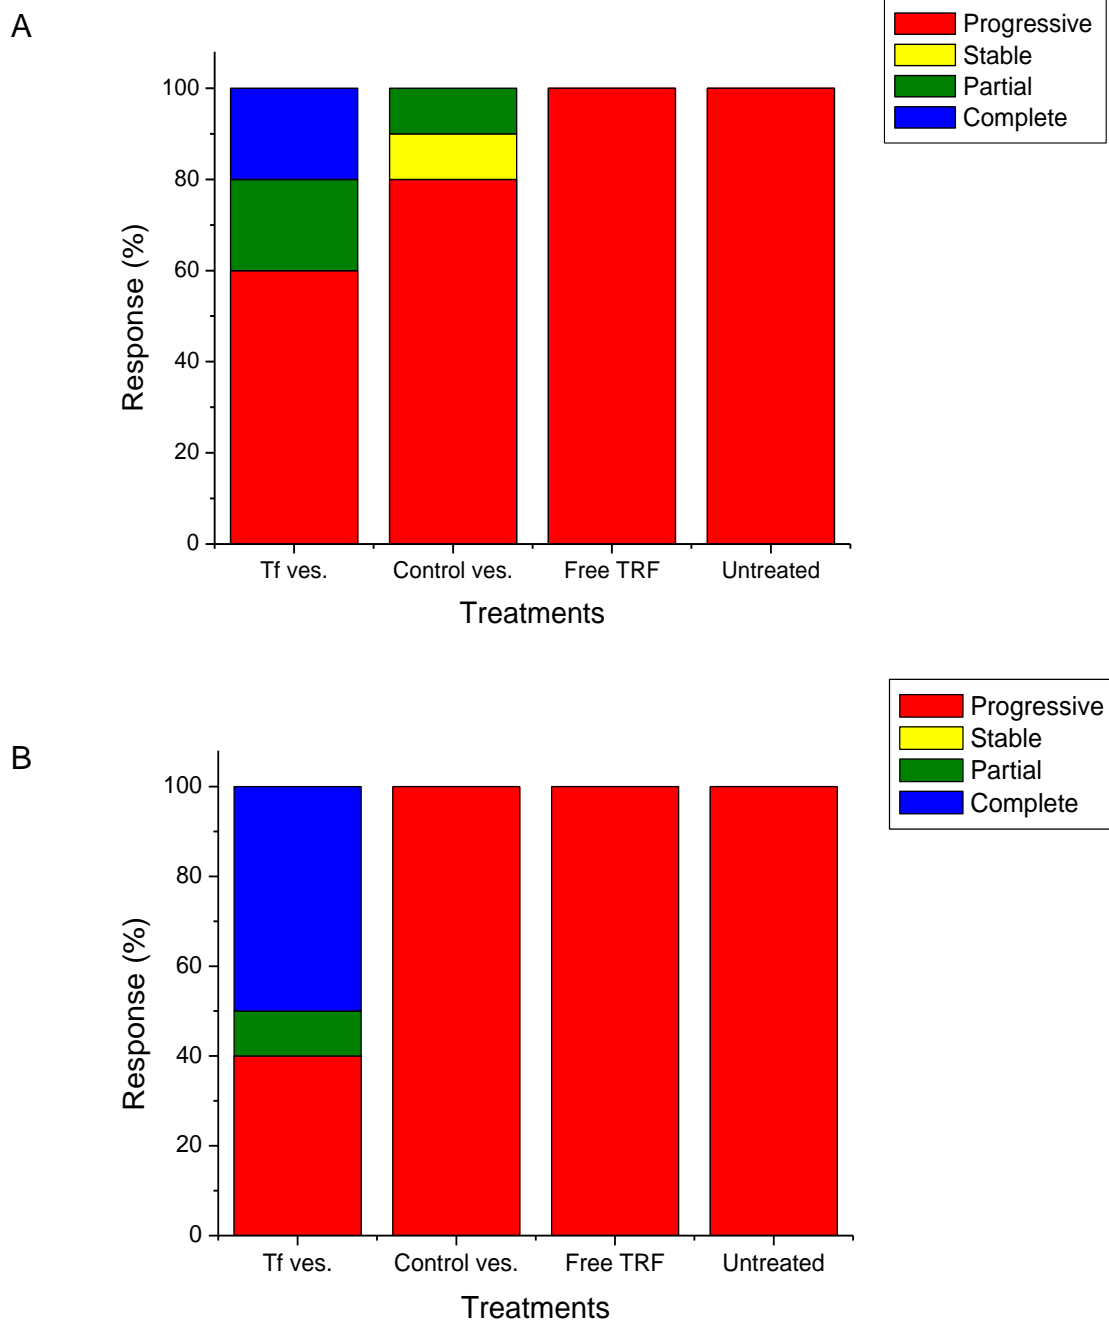 A
Progressive
Stable
Partial
Complete
100
80
60
40
20
0
Response (%)
Tf ves. Control ves. Free TRF Untreated
Treatments
B
Progressive
Stable
Partial
Complete
100
80
60
40
20
0
Response (%)
Tf ves. Control ves. Free TRF Untreated
Treatments